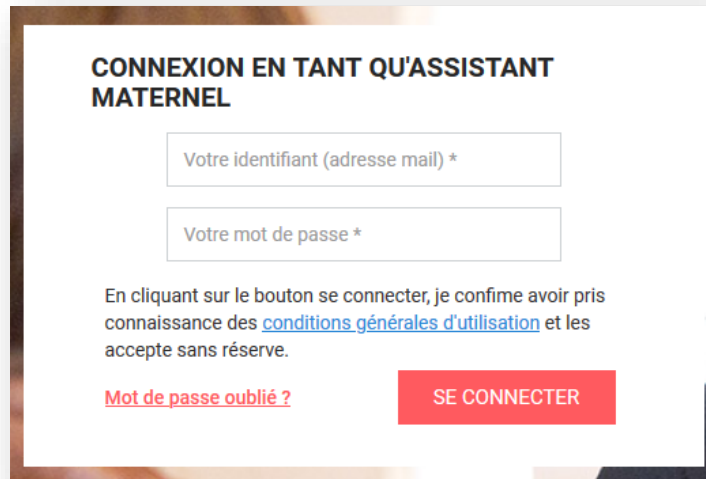 CONNEXION EN TANT QU'ASSISTANT
MATERNEL
Votre identifiant (adresse mail) *
Votre mot de passe *
En cliquant sur le bouton se connecter, je confime avoir pris
connaissance des conditions générales d'utilisation et les
accepte sans réserve.
Mot de passe oublié ?
SE CONNECTER